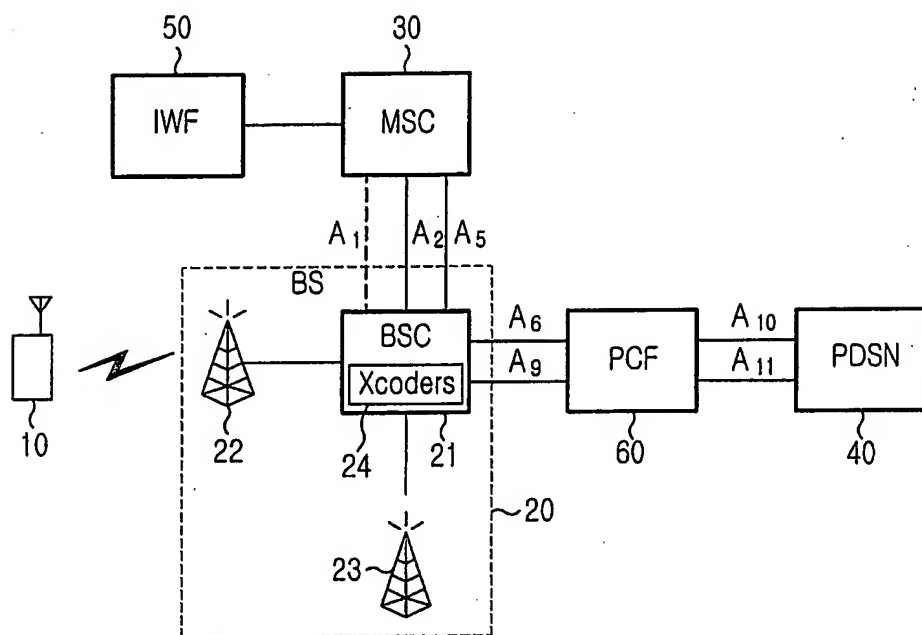 50
30
IWF
MSC
A1
A2
A5
BS
BSC
A6
A10
PCF
PDSN
Xcoders
A9
A11
10
22
24
21
60
40
20
23